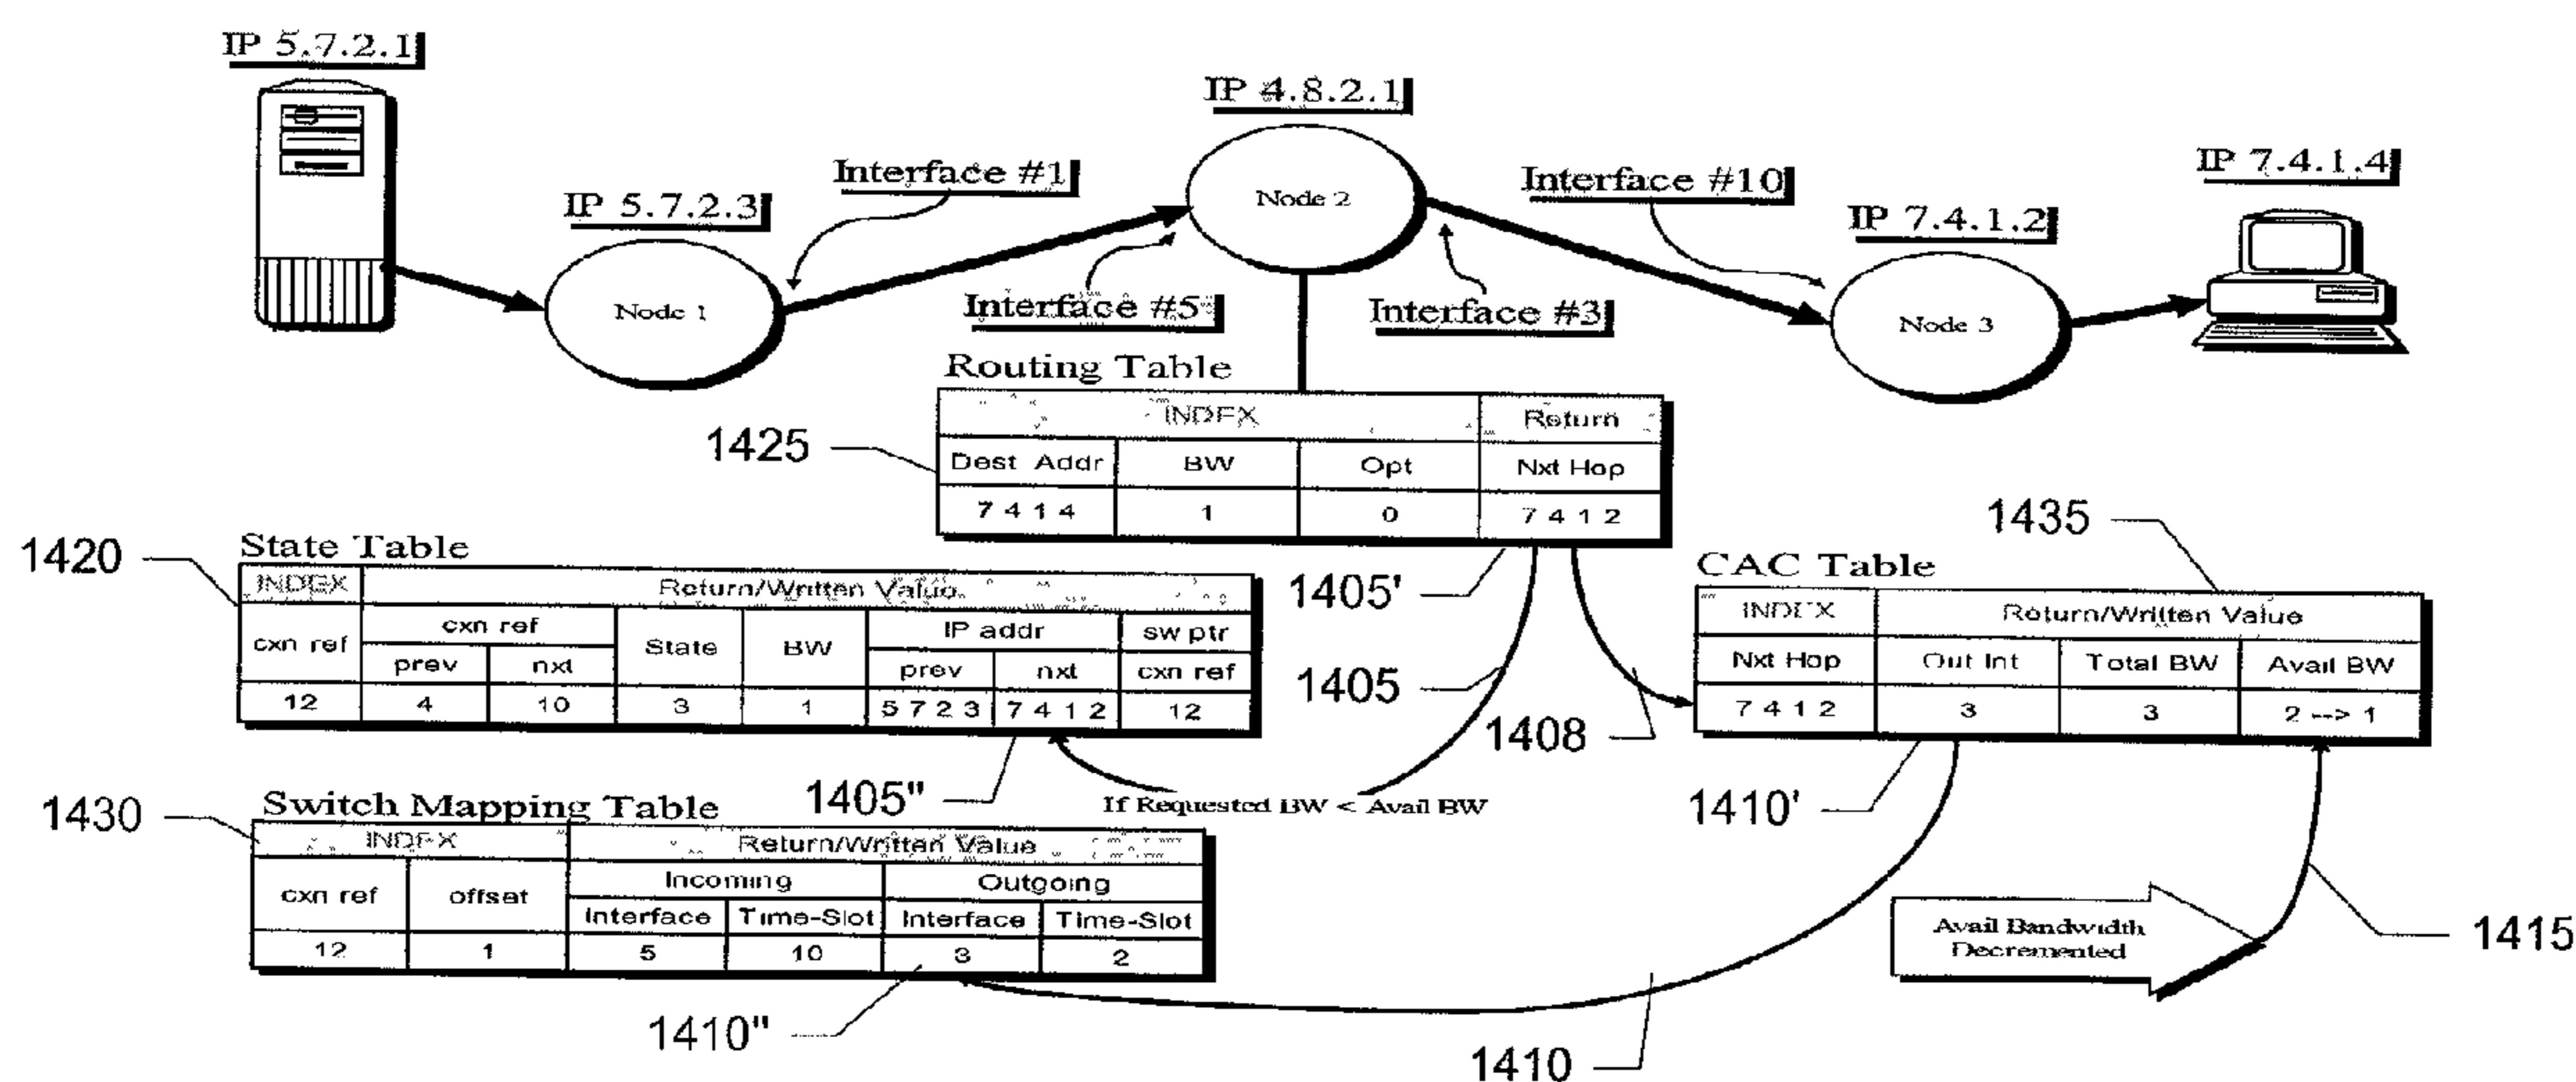 IP 5.7.2.1
IP 4.8.2.1
IP 7.4.1.4
Interface #1
Interface #10
IP 5.7.2.3
IP 7.4.1.2
Node 2
Node 1
Node 3
Interface #5
Interface #3
Routing Table
INDEX Return
1425
Dest Addr BW Opt Nxt Hop
7 4 1 4 1 0 7 4 1 2
1435
1420
State Table
1405'
CAC Table
INDEX Return/Written Value
cxn ref cxn ref State BW IP addr sw ptr
prev nxt prev nxt cxn ref
12 4 10 3 1 5 7 2 3 7 4 1 2 12
INDEX Return/Written Value
Nxt Hop Out Int Total BW Avail BW
7 4 1 2 3 3 2 --> 1
1405
1408
1405"
If Requested BW < Avail BW
1410'
1430
Switch Mapping Table
INDEX Return/Written Value
cxn ref offset Incoming Outgoing
Interface Time-Slot Interface Time-Slot
12 1 5 10 3 2
Avail Bandwidth
Decremented
1415
1410"
1410